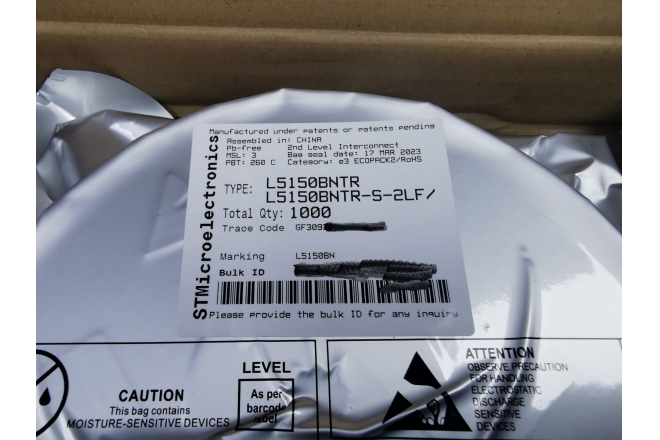 STMicroelectronics
Manufactured under patents or patents pending
Assembled in: CHINA
Pb-free 2nd Level Interconnect
MSL: 3 Bag seal date: 17 MAR 2023
PBT: 260 C Category: e3 ECOPACK2/RoHS
TYPE: L5150BNTR
L5150BNTR-S-2LF/
Total Qty: 1000
Trace Code GF309
Marking L5150BN
Bulk ID
Please provide the bulk ID for any inquiry
CAUTION
This bag contains
MOISTURE-SENSITIVE DEVICES
LEVEL
As per
barcode
label
ATTENTION
OBSERVE PRECAUTION
FOR HANDLING
ELECTROSTATIC
DISCHARGE
SENSITIVE
DEVICES